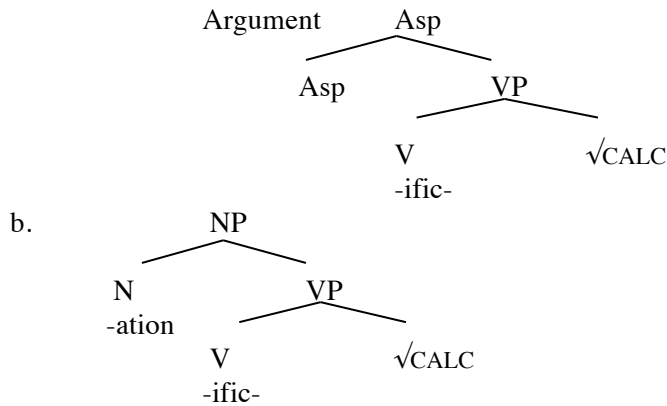 Argument Asp
Asp VP
V √CALC
-ific-
b. NP
N VP
-ation
V √CALC
-ific-